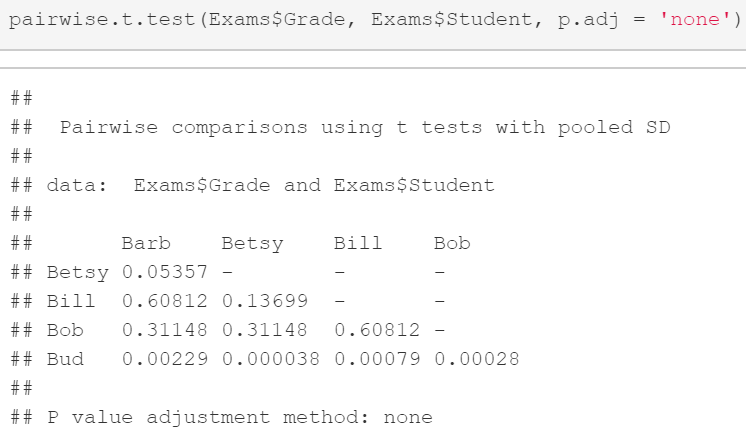 pairwise.t.test(Exams$Grade, Exams$Student, p.adj = 'none')
##
##  Pairwise comparisons using t tests with pooled SD
##
## data:  Exams$Grade and Exams$Student
##
##       Barb    Betsy    Bill    Bob
## Betsy 0.05357 -        -       -
## Bill  0.60812 0.13699  -       -
## Bob   0.31148 0.31148  0.60812 -
## Bud   0.00229 0.000038 0.00079 0.00028
##
## P value adjustment method: none